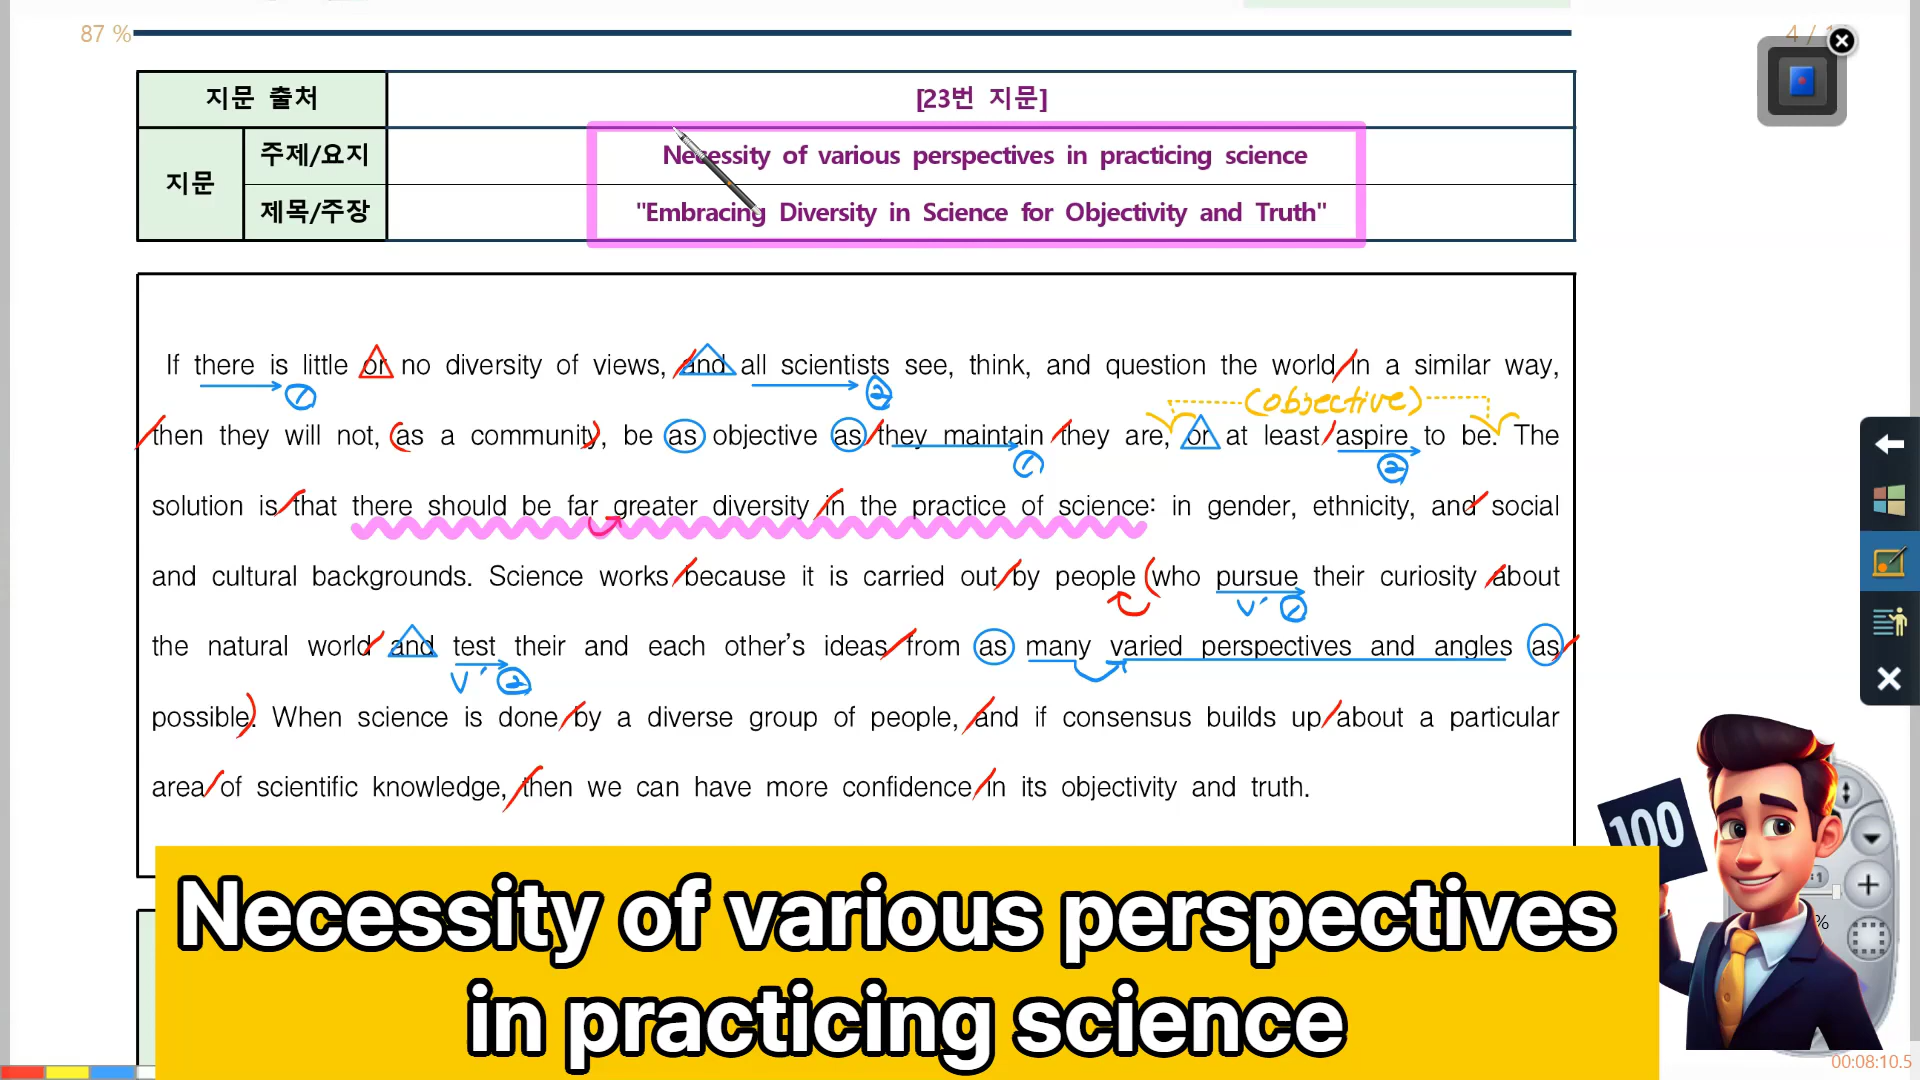 87 %
4 / 1
지문 출처
[23번 지문]
지문
주제/요지
Necessity of various perspectives in practicing science
제목/주장
"Embracing Diversity in Science for Objectivity and Truth"
If there is little or no diversity of views, and all scientists see, think, and question the world in a similar way,
① ②
(objective)
then they will not, (as a community), be as objective as they maintain they are, or at least aspire to be. The
① ②
solution is that there should be far greater diversity in the practice of science: in gender, ethnicity, and social
and cultural backgrounds. Science works because it is carried out by people (who pursue their curiosity about
V' ①
the natural world and test their and each other's ideas from as many varied perspectives and angles as
V' ②
possible). When science is done by a diverse group of people, and if consensus builds up about a particular
area of scientific knowledge, then we can have more confidence in its objectivity and truth.
100
:1
%
Necessity of various perspectives
in practicing science
00:08:10.5